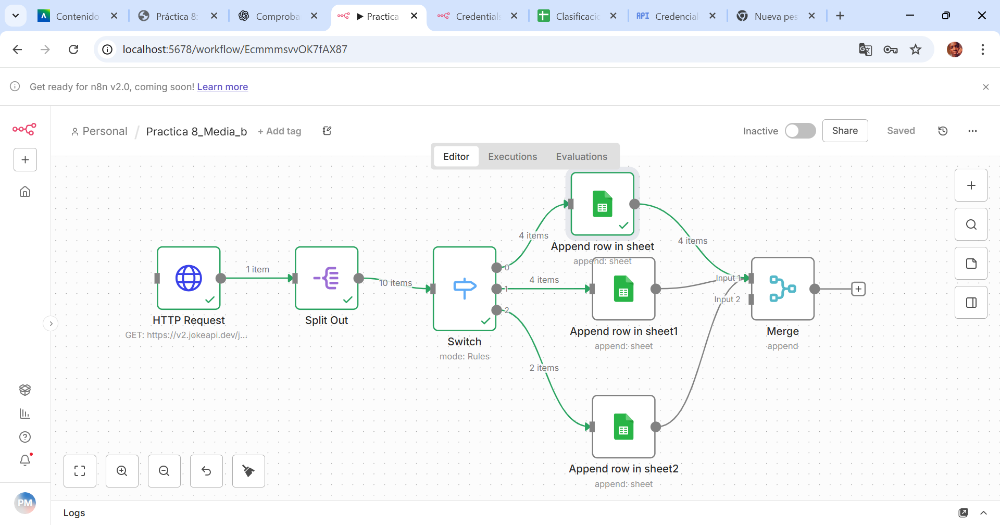 Contenido
Práctica 8:
Comproba
▶ Practica
Credentials
Clasificacio
API Credencial
Nueva pes
localhost:5678/workflow/EcmmmsvvOK7fAX87
Get ready for n8n v2.0, coming soon! Learn more
Personal / Practica 8_Media_b + Add tag
Inactive
Share
Saved
Editor
Executions
Evaluations
4 items
4 items
Append row in sheet
append: sheet
1 item
10 items
0
4 items
1
2
Input 1
Input 2
HTTP Request
GET: https://v2.jokeapi.dev/j...
Split Out
Switch
mode: Rules
Append row in sheet1
append: sheet
Merge
append
2 items
Append row in sheet2
append: sheet
PM
Logs